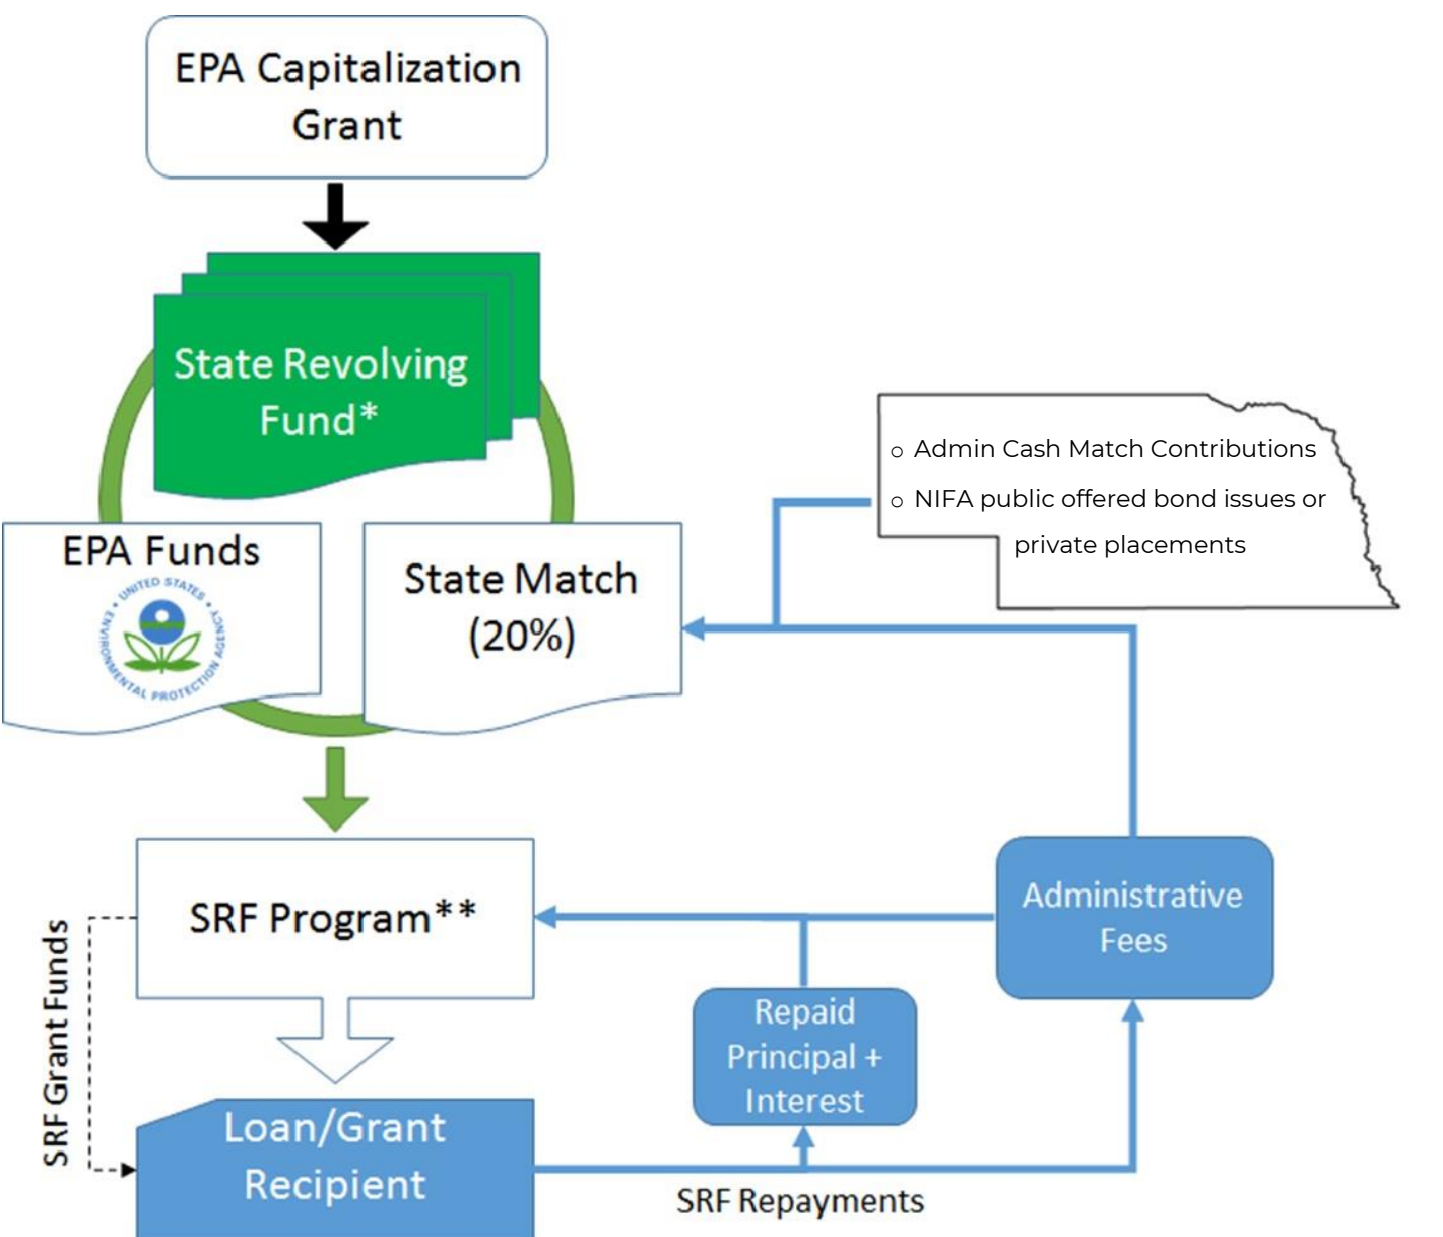 EPA Capitalization
Grant
State Revolving
Fund*
EPA Funds
UNITED STATES • ENVIRONMENTAL PROTECTION AGENCY •
State Match
(20%)
○ Admin Cash Match Contributions
○ NIFA public offered bond issues or
private placements
SRF Program**
Administrative
Fees
Repaid
Principal +
Interest
SRF Grant Funds
Loan/Grant
Recipient
SRF Repayments